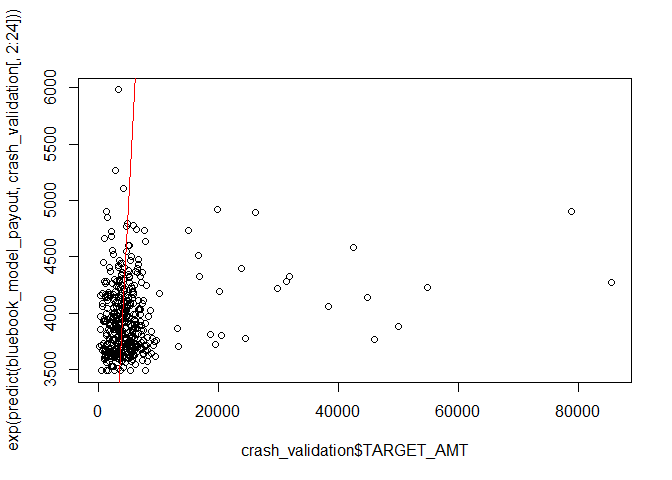 exp(predict(bluebook_model_payout, crash_validation[, 2:24]))
6000
5500
5000
4500
4000
3500
0 20000 40000 60000 80000
crash_validation$TARGET_AMT